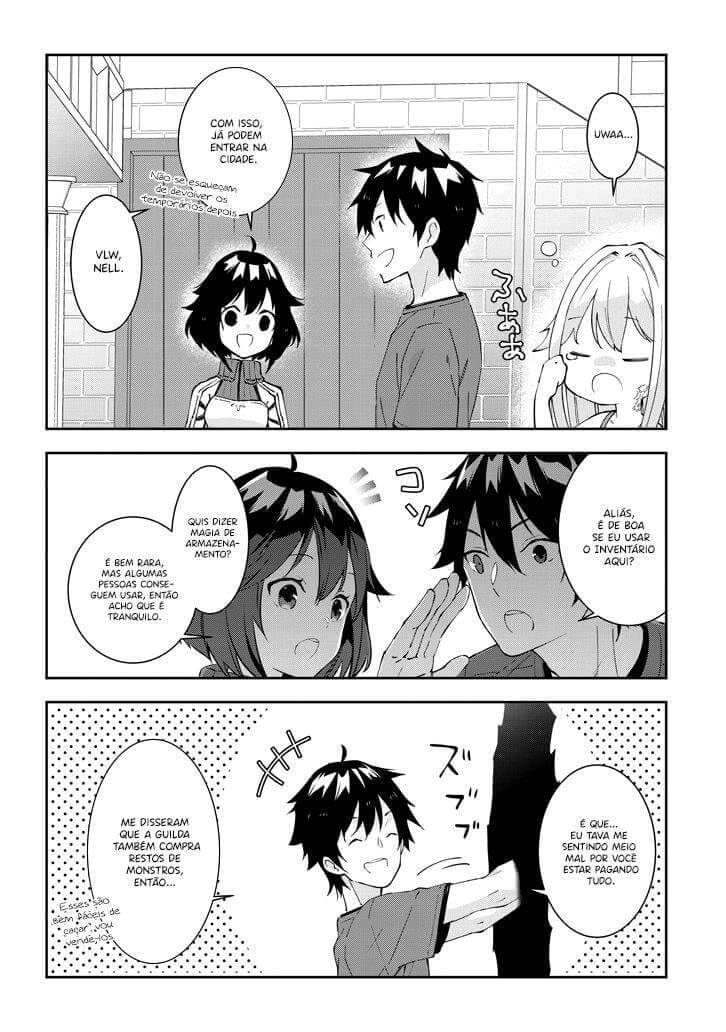 UWAA...
COM ISSO,
JÁ PODEM
ENTRAR NA
CIDADE.
Não se esqueçam
de devolver os
temporários depois
VLW,
NELL.
ふぁああ
ALIÁS,
É DE BOA
SE EU USAR
O INVENTÁRIO
AQUI?
コソ
QUIS DIZER
MAGIA DE
ARMAZENA-
MENTO?
É BEM RARA,
MAS ALGUMAS
PESSOAS CONSE-
GUEM USAR, ENTÃO
ACHO QUE É
TRANQUILO.
É QUE...
EU TAVA ME
SENTINDO MEIO
MAL POR VOCÊ
ESTAR PAGANDO
TUDO.
ズブブ
ME DISSERAM
QUE A GUILDA
TAMBÉM COMPRA
RESTOS DE
MONSTROS,
ENTÃO...
Esses são
bem fáceis de
caçar, vou
vendê-los